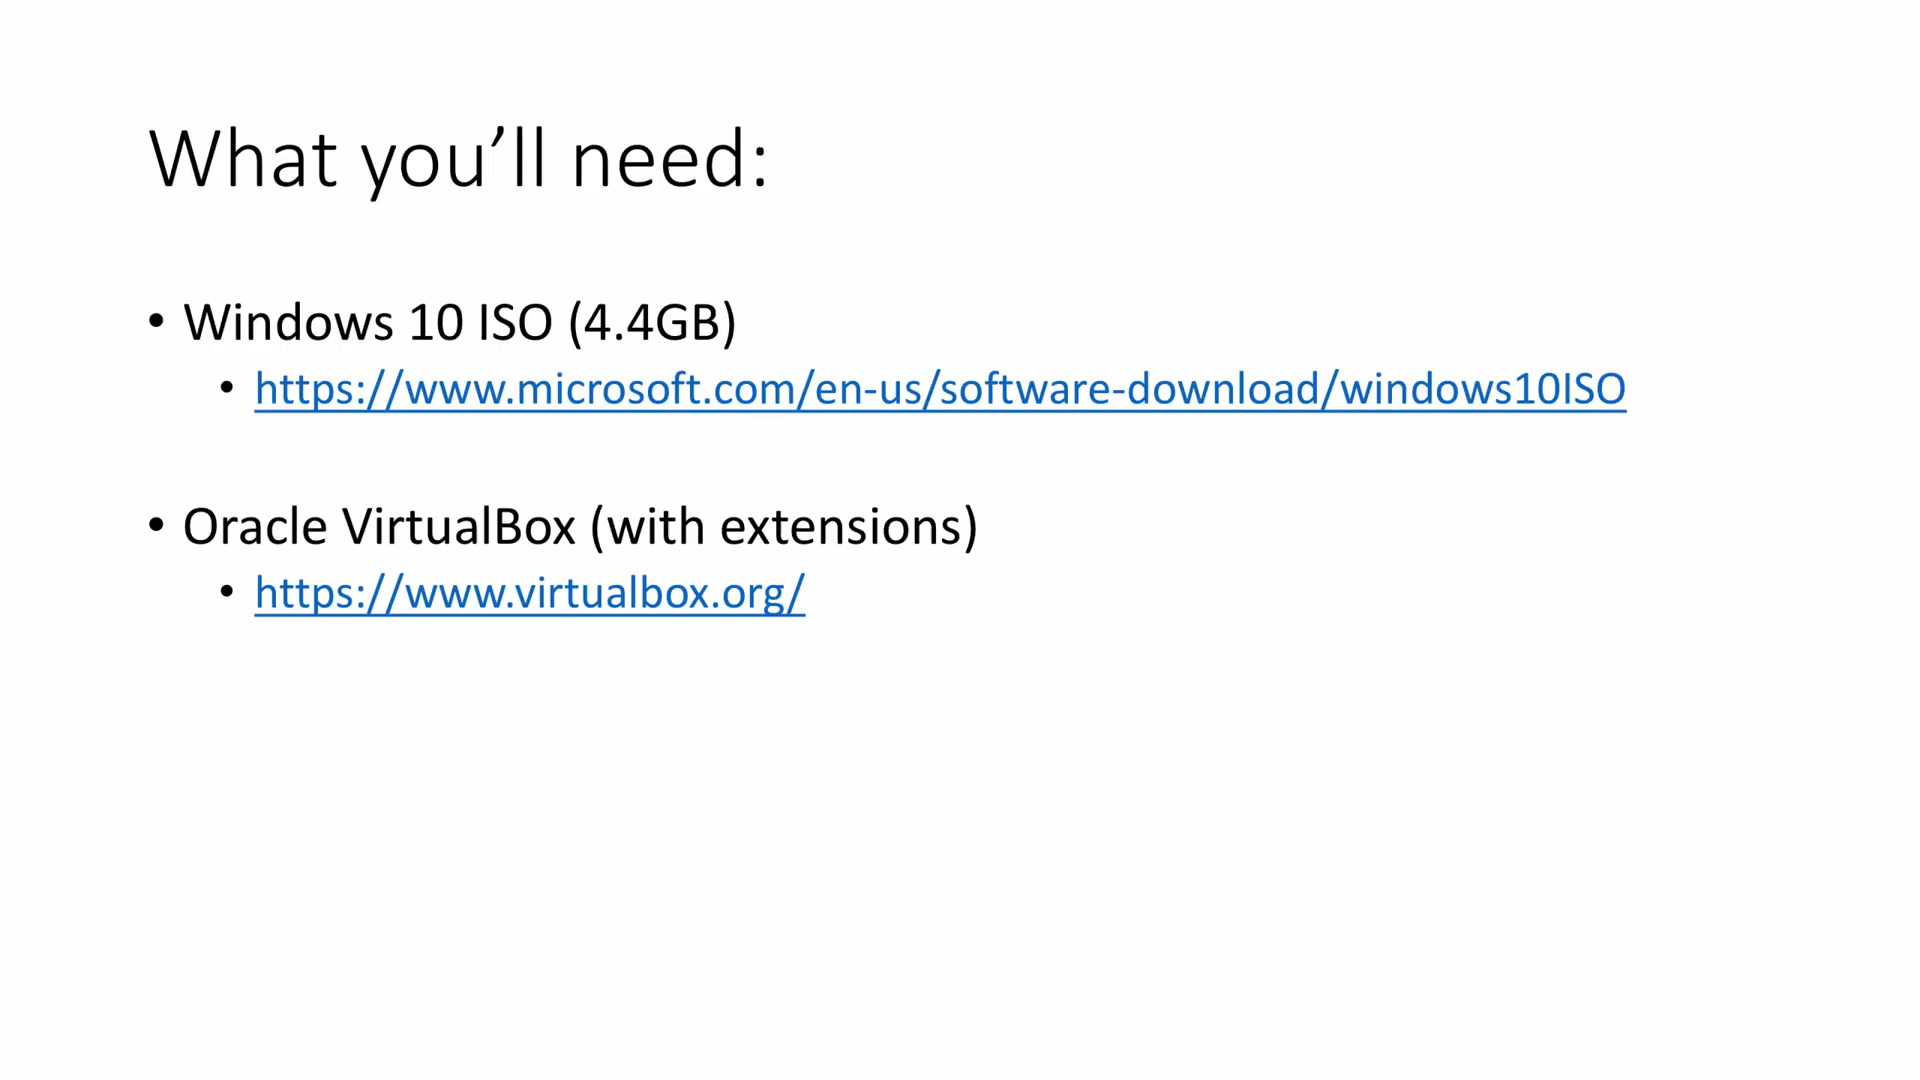 What you’ll need:
• Windows 10 ISO (4.4GB)
• https://www.microsoft.com/en-us/software-download/windows10ISO
• Oracle VirtualBox (with extensions)
• https://www.virtualbox.org/